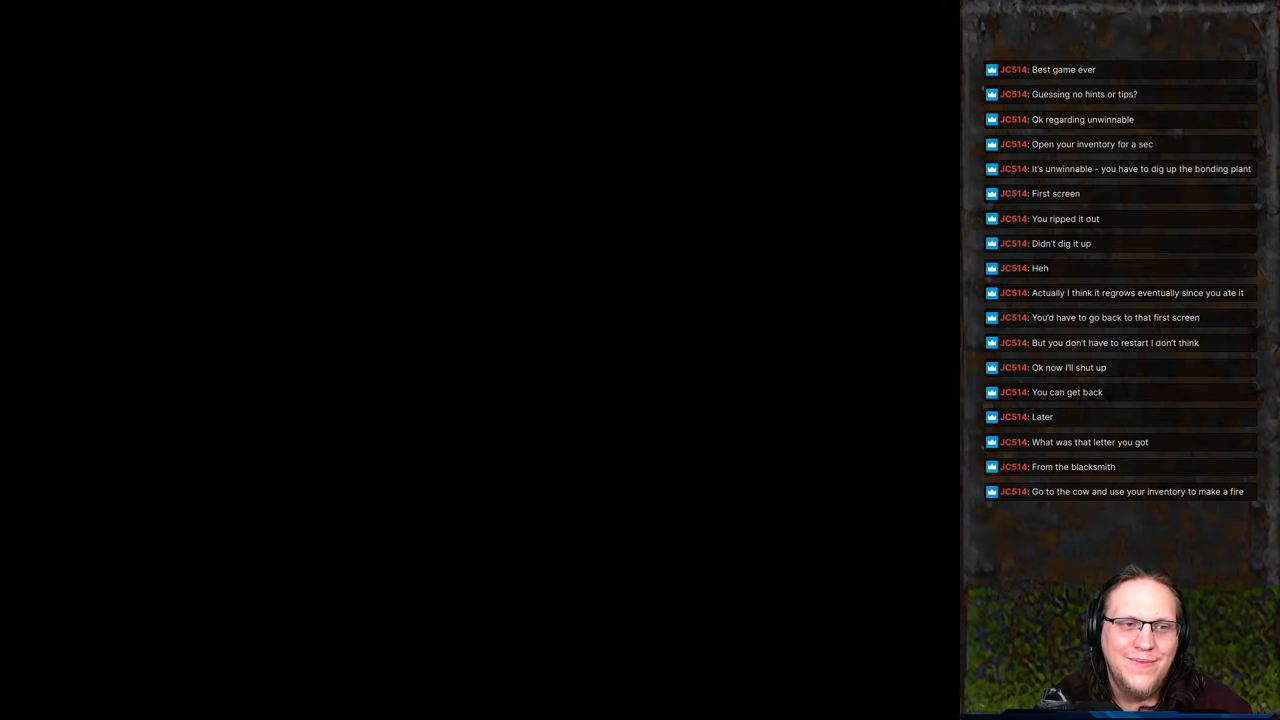 JC514: Best game ever
JC514: Guessing no hints or tips?
JC514: Ok regarding unwinnable
JC514: Open your inventory for a sec
JC514: It's unwinnable - you have to dig up the bonding plant
JC514: First screen
JC514: You ripped it out
JC514: Didn't dig it up
JC514: Heh
JC514: Actually I think it regrows eventually since you ate it
JC514: You'd have to go back to that first screen
JC514: But you don't have to restart I don't think
JC514: Ok now I'll shut up
JC514: You can get back
JC514: Later
JC514: What was that letter you got
JC514: From the blacksmith
JC514: Go to the cow and use your inventory to make a fire